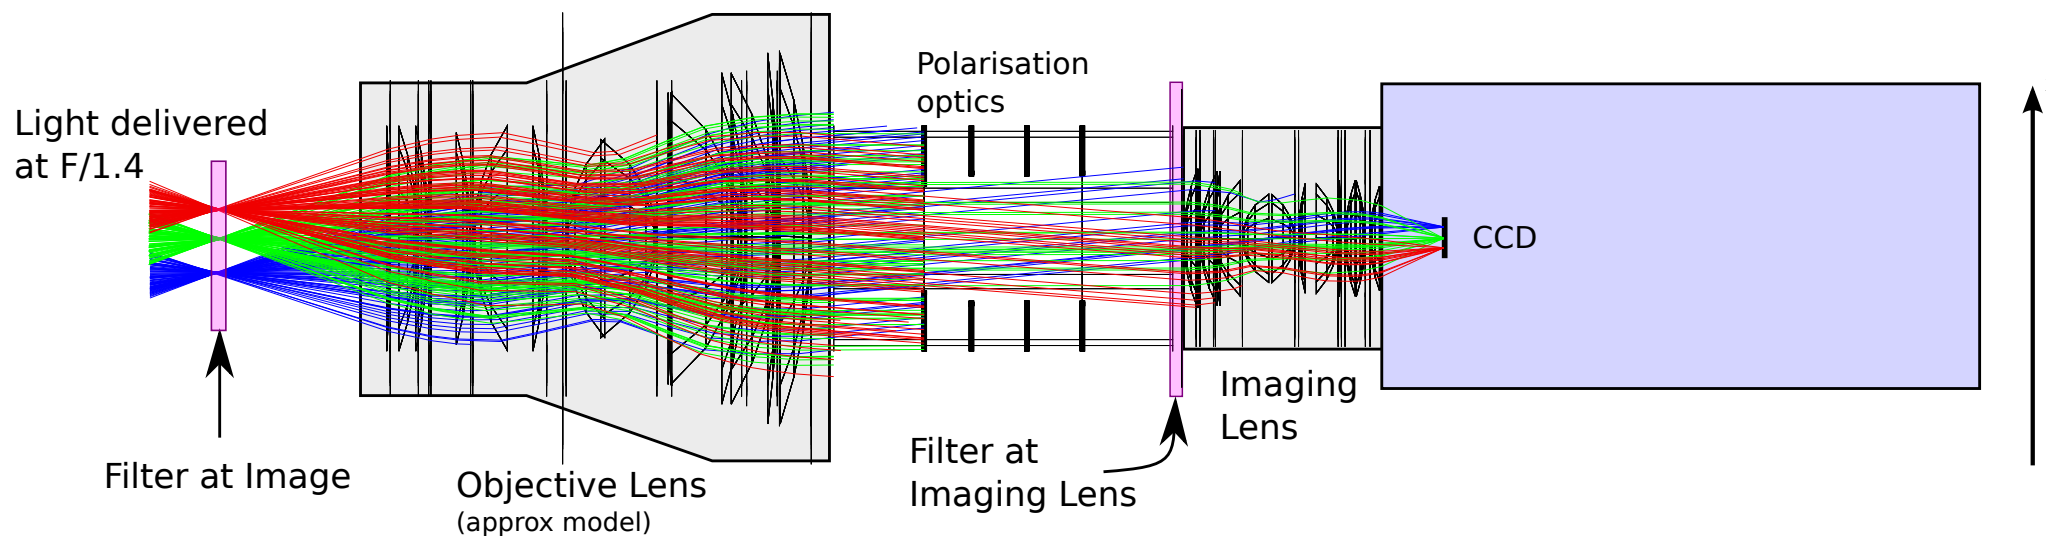 Light delivered
at F/1.4
Filter at Image
Objective Lens
(approx model)
Polarisation
optics
Filter at
Imaging Lens
Imaging
Lens
CCD